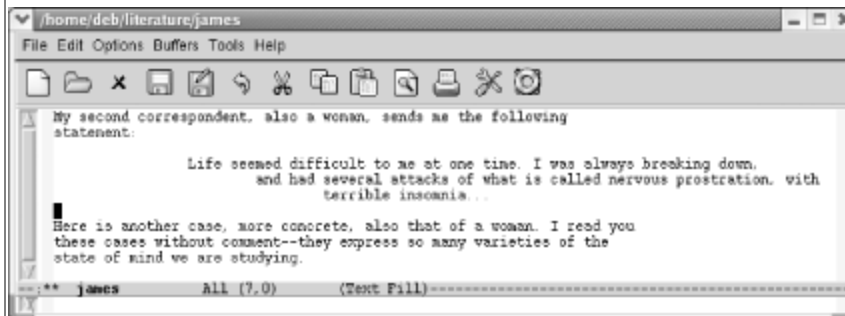 /home/deb/literature/james
File Edit Options Buffers Tools Help
My second correspondent, also a woman, sends me the following
statement:
Life seemed difficult to me at one time. I was always breaking down,
and had several attacks of what is called nervous prostration, with
terrible insomnia...
Here is another case, more concrete, also that of a woman. I read you
these cases without comment--they express so many varieties of the
state of mind we are studying.
--:** james All (7,0) (Text Fill)--------------------------------------------------